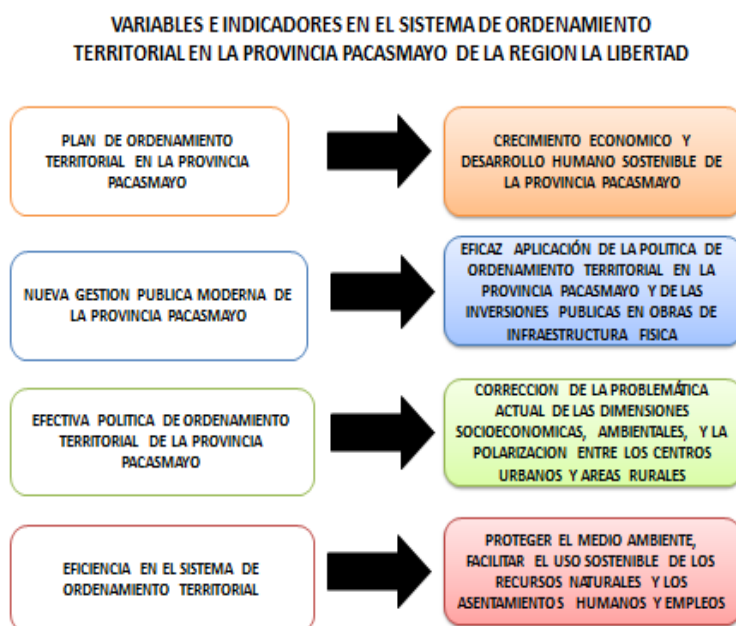 VARIABLES E INDICADORES EN EL SISTEMA DE ORDENAMIENTO
TERRITORIAL EN LA PROVINCIA PACASMAYO DE LA REGION LA LIBERTAD
PLAN DE ORDENAMIENTO
TERRITORIAL EN LA PROVINCIA
PACASMAYO
CRECIMIENTO ECONOMICO Y
DESARROLLO HUMANO SOSTENIBLE DE
LA PROVINCIA PACASMAYO
NUEVA GESTION PUBLICA MODERNA DE
LA PROVINCIA PACASMAYO
EFICAZ APLICACIÓN DE LA POLITICA DE
ORDENAMIENTO TERRITORIAL EN LA
PROVINCIA PACASMAYO Y DE LAS
INVERSIONES PUBLICAS EN OBRAS DE
INFRAESTRUCTURA FISICA
EFECTIVA POLITICA DE ORDENAMIENTO
TERRITORIAL DE LA PROVINCIA
PACASMAYO
CORRECCION DE LA PROBLEMÁTICA
ACTUAL DE LAS DIMENSIONES
SOCIOECONOMICAS, AMBIENTALES, Y LA
POLARIZACION ENTRE LOS CENTROS
URBANOS Y AREAS RURALES
EFICIENCIA EN EL SISTEMA DE
ORDENAMIENTO TERRITORIAL
PROTEGER EL MEDIO AMBIENTE,
FACILITAR EL USO SOSTENIBLE DE LOS
RECURSOS NATURALES Y LOS
ASENTAMIENTOS HUMANOS Y EMPLEOS